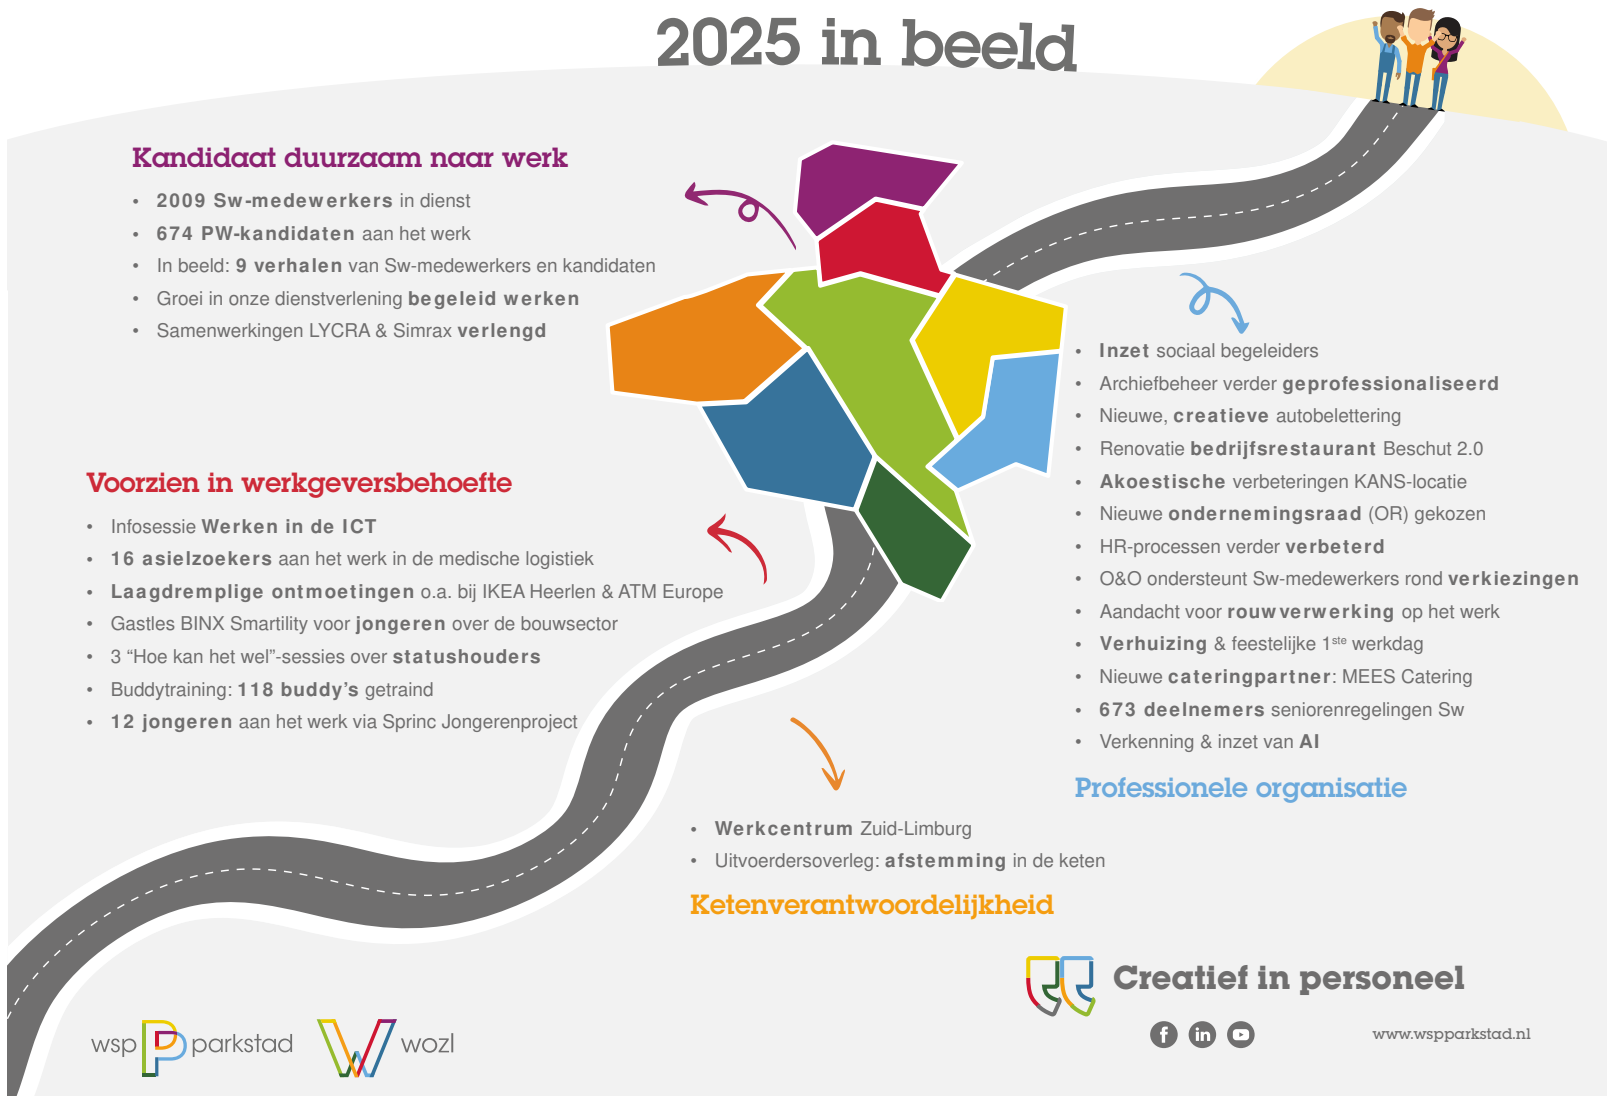 2025 in beeld
Kandidaat duurzaam naar werk
• 2009 Sw-medewerkers in dienst
• 674 PW-kandidaten aan het werk
• In beeld: 9 verhalen van Sw-medewerkers en kandidaten
• Groei in onze dienstverlening begeleid werken
• Samenwerkingen LYCRA & Simrax verlengd
Voorzien in werkgeversbehoefte
• Infosessie Werken in de ICT
• 16 asielzoekers aan het werk in de medische logistiek
• Laagdremplige ontmoetingen o.a. bij IKEA Heerlen & ATM Europe
• Gastles BINX Smartility voor jongeren over de bouwsector
• 3 “Hoe kan het wel”-sessies over statushouders
• Buddytraining: 118 buddy’s getraind
• 12 jongeren aan het werk via Sprinc Jongerenproject
• Inzet sociaal begeleiders
• Archiefbeheer verder geprofessionaliseerd
• Nieuwe, creatieve autobelettering
• Renovatie bedrijfsrestaurant Beschut 2.0
• Akoestische verbeteringen KANS-locatie
• Nieuwe ondernemingsraad (OR) gekozen
• HR-processen verder verbeterd
• O&O ondersteunt Sw-medewerkers rond verkiezingen
• Aandacht voor rouwverwerking op het werk
• Verhuizing & feestelijke 1ste werkdag
• Nieuwe cateringpartner: MEES Catering
• 673 deelnemers seniorenregelingen Sw
• Verkenning & inzet van AI
Professionele organisatie
• Werkcentrum Zuid-Limburg
• Uitvoerdersoverleg: afstemming in de keten
Ketenverantwoordelijkheid
Creatief in personeel
www.wspparkstad.nl
wsp P parkstad W wozl